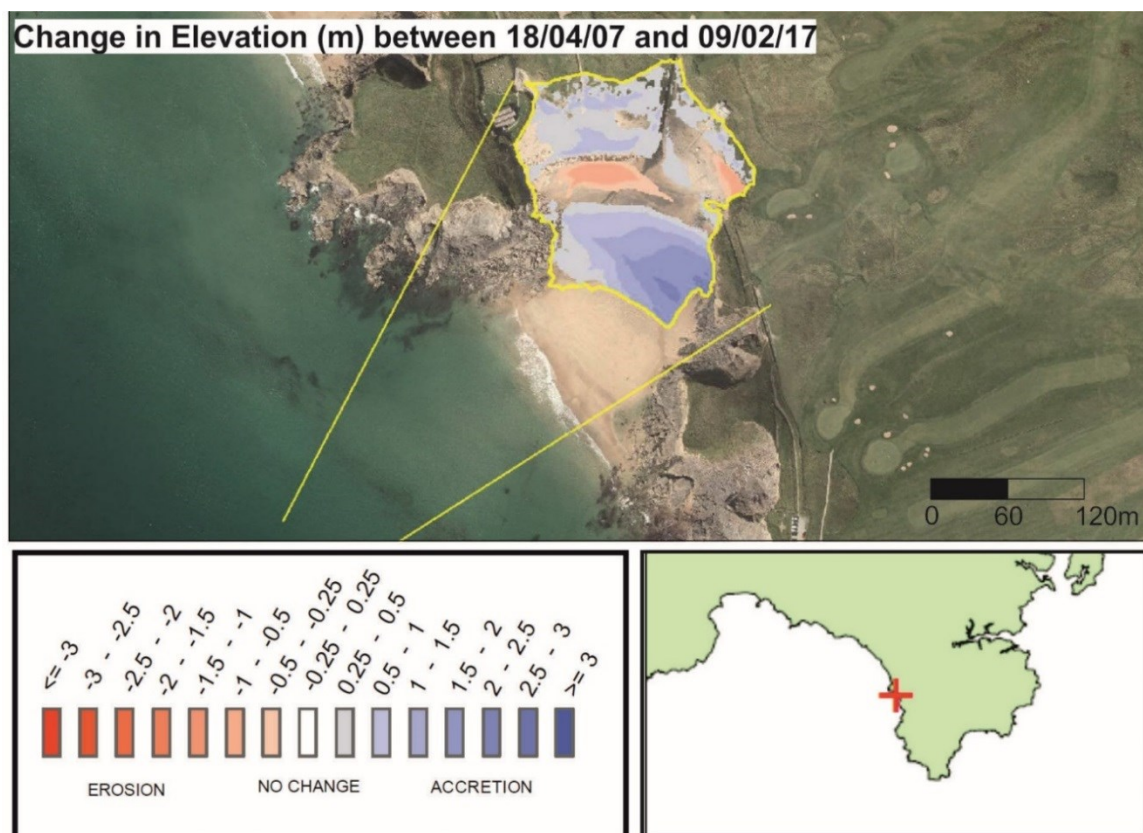 Change in Elevation (m) between 18/04/07 and 09/02/17
0 60 120m
<= -3
-3 - -2.5
-2.5 - -2
-2 - -1.5
-1.5 - -1
-1 - -0.5
-0.5 - -0.25
-0.25 - 0.25
0.25 - 0.5
0.5 - 1
1 - 1.5
1.5 - 2
2 - 2.5
2.5 - 3
>= 3
EROSION NO CHANGE ACCRETION